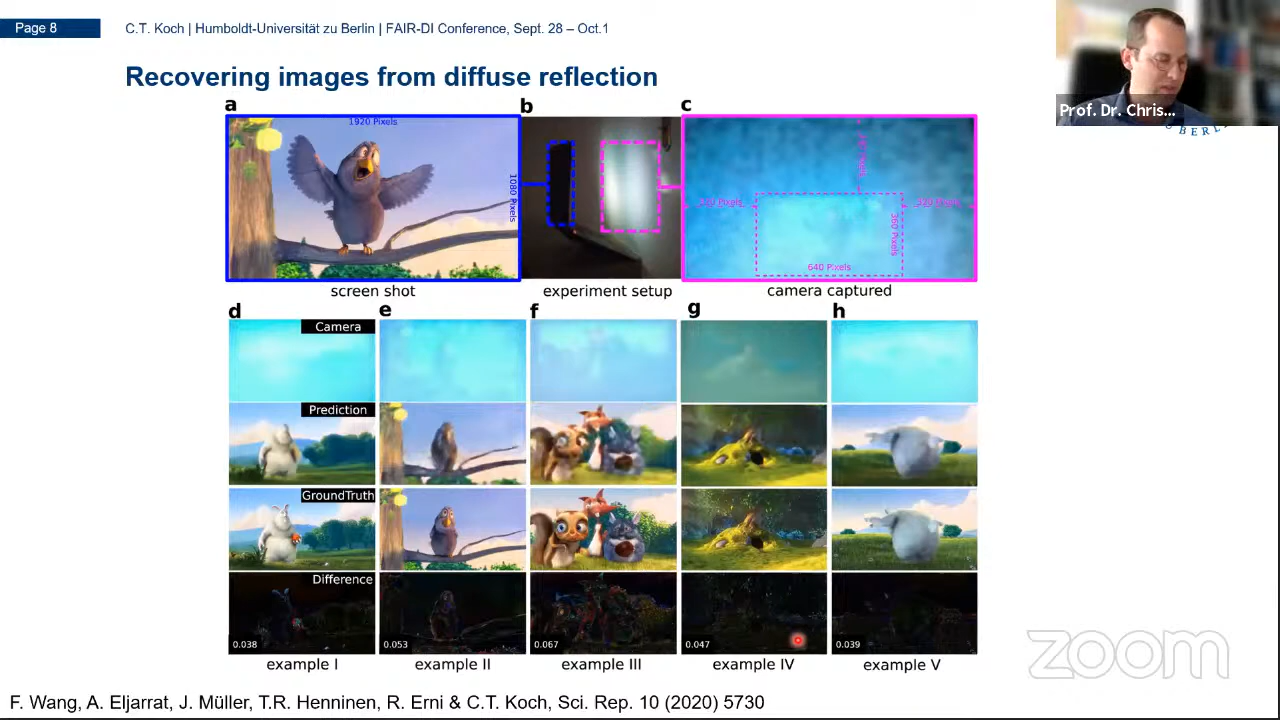 Page 8
C.T. Koch | Humboldt-Universität zu Berlin | FAIR-DI Conference, Sept. 28 – Oct.1
Prof. Dr. Chris...
BERL
Recovering images from diffuse reflection
a
b
c
1920 Pixels
1080 Pixels
360 Pixels
640 Pixels
screen shot
experiment setup
camera captured
d
e
f
g
h
Camera
Prediction
GroundTruth
Difference
0.038
0.053
0.067
0.047
0.039
example I
example II
example III
example IV
example V
zoom
F. Wang, A. Eljarrat, J. Müller, T.R. Henninen, R. Erni & C.T. Koch, Sci. Rep. 10 (2020) 5730